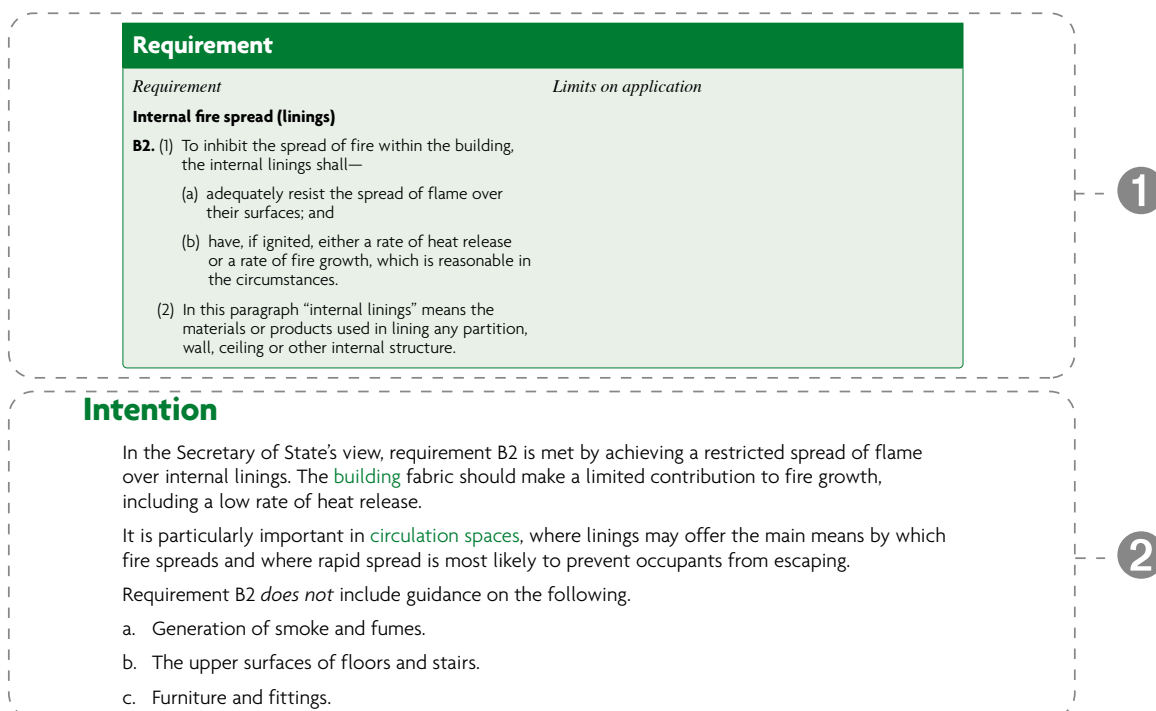 Requirement
Requirement Limits on application
Internal fire spread (linings)
B2. (1) To inhibit the spread of fire within the building,
the internal linings shall—
(a) adequately resist the spread of flame over
their surfaces; and
(b) have, if ignited, either a rate of heat release
or a rate of fire growth, which is reasonable in
the circumstances.
(2) In this paragraph “internal linings” means the
materials or products used in lining any partition,
wall, ceiling or other internal structure.
1
Intention
In the Secretary of State’s view, requirement B2 is met by achieving a restricted spread of flame
over internal linings. The building fabric should make a limited contribution to fire growth,
including a low rate of heat release.
It is particularly important in circulation spaces, where linings may offer the main means by which
fire spreads and where rapid spread is most likely to prevent occupants from escaping.
Requirement B2 does not include guidance on the following.
a. Generation of smoke and fumes.
b. The upper surfaces of floors and stairs.
c. Furniture and fittings.
2